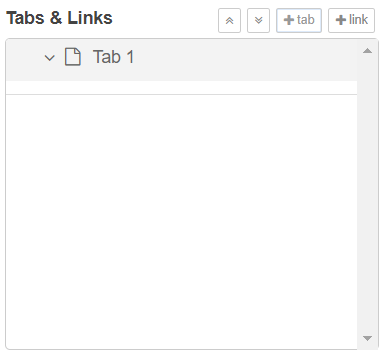 Tabs & Links
+ tab
+ link
Tab 1